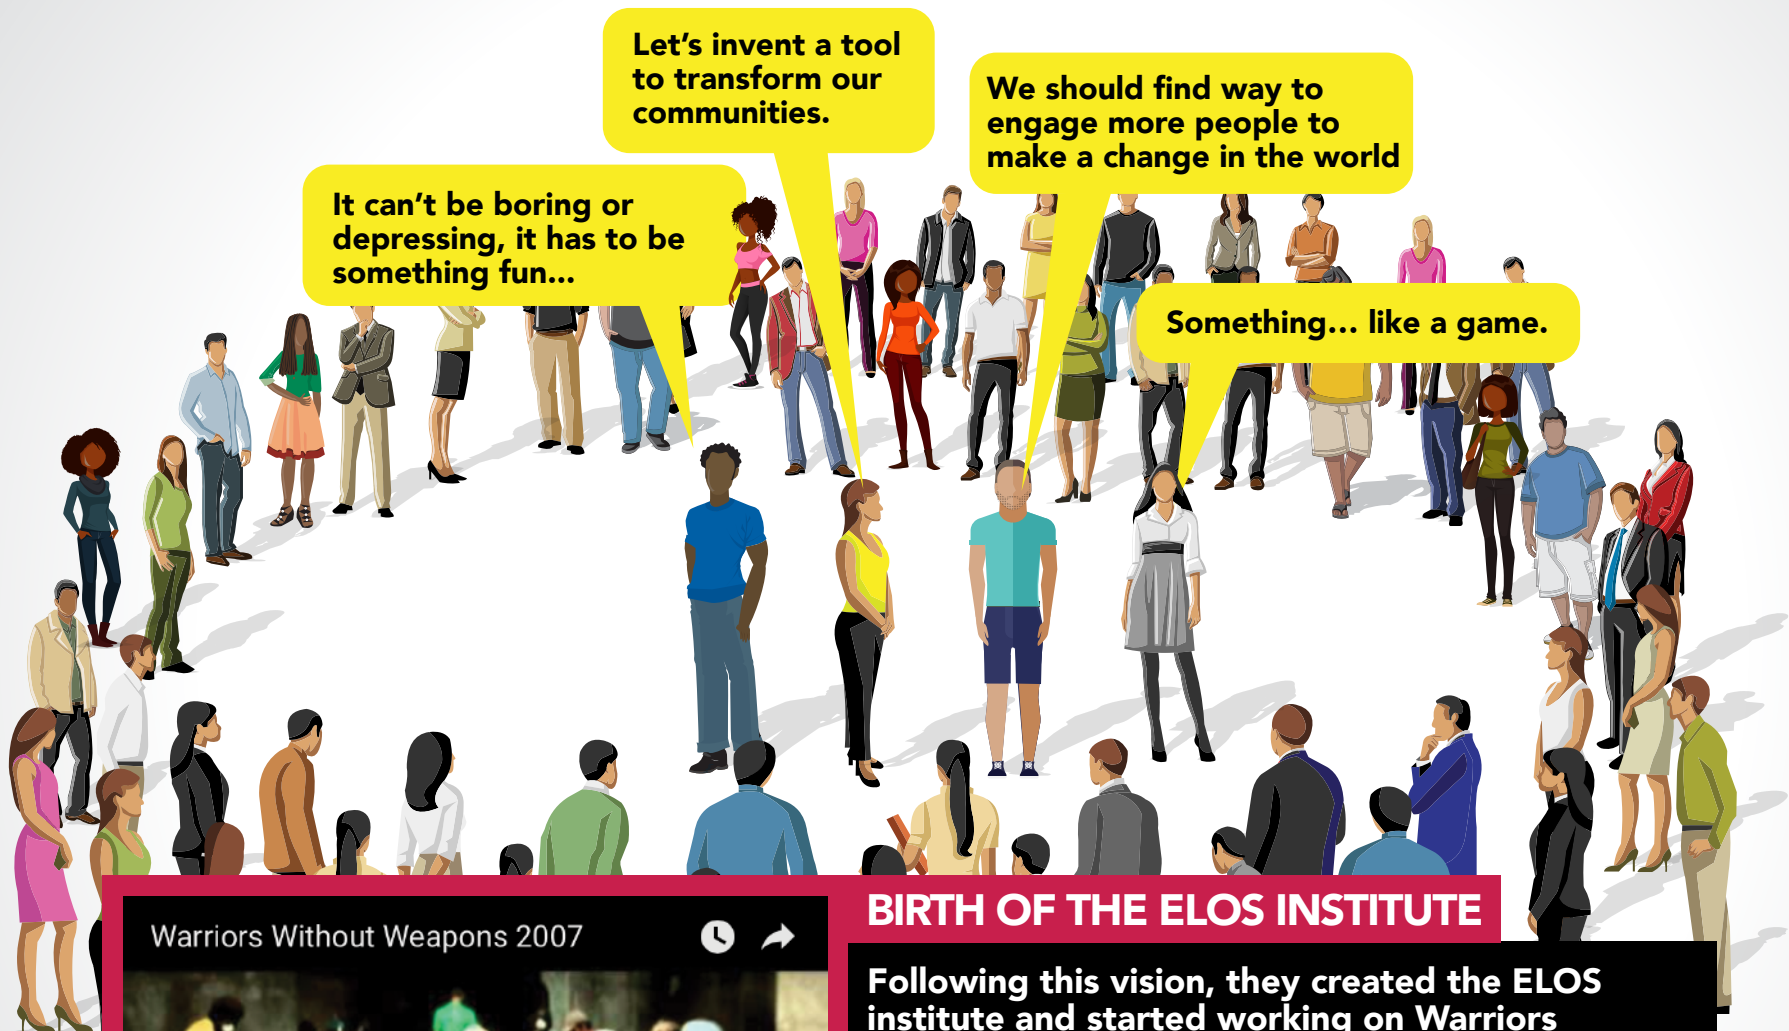 Let's invent a tool
to transform our
communities.
We should find way to
engage more people to
make a change in the world
It can't be boring or
depressing, it has to be
something fun...
Something... like a game.
BIRTH OF THE ELOS INSTITUTE
Warriors Without Weapons 2007
Following this vision, they created the ELOS
institute and started working on Warriors